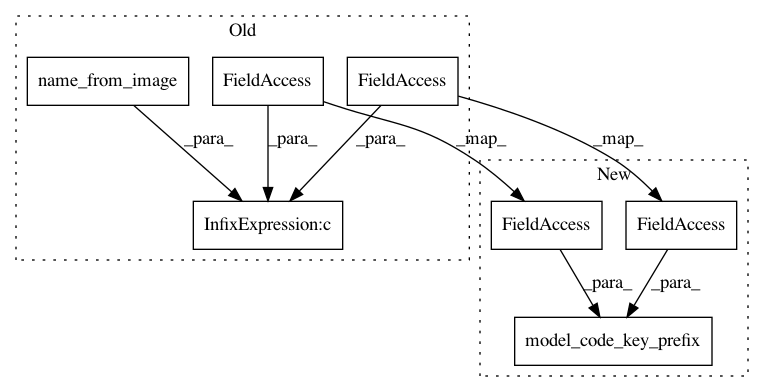 Old
name_from_image
FieldAccess
FieldAccess
_para_
_para_
_para_
_map_
_map_
New
InfixExpression:c
FieldAccess
FieldAccess
_para_
_para_
model_code_key_prefix